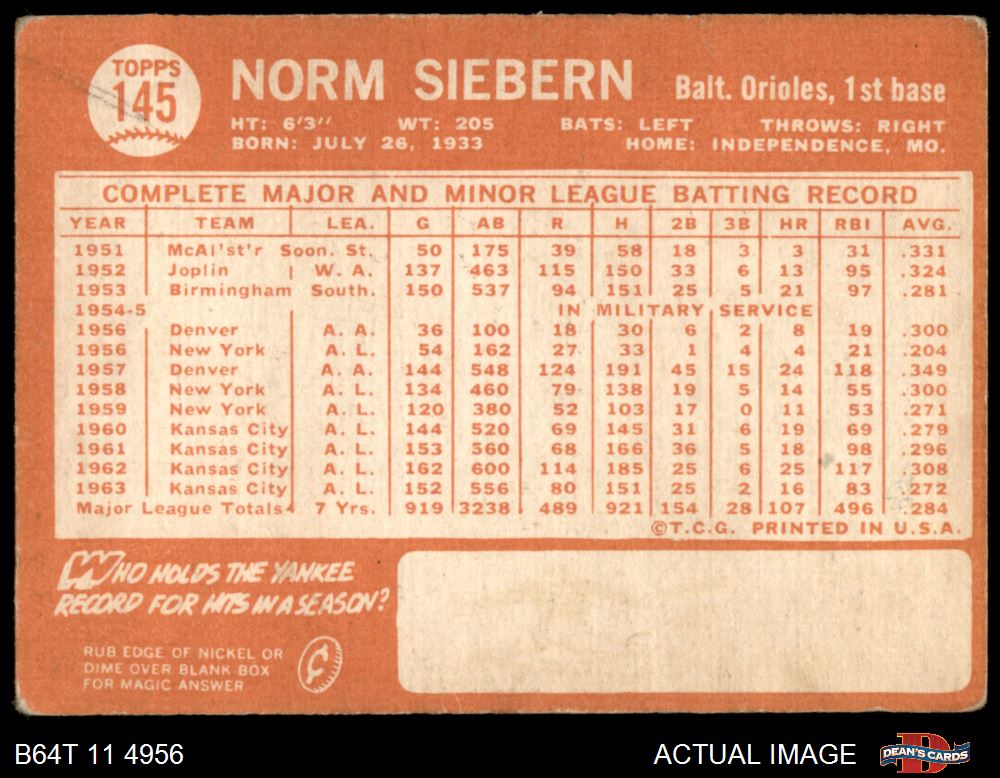 TOPPS
145
NORM SIEBERN
Balt. Orioles, 1st base
HT: 6'3" WT: 205 BATS: LEFT THROWS: RIGHT
BORN: JULY 26, 1933 HOME: INDEPENDENCE, MO.
COMPLETE MAJOR AND MINOR LEAGUE BATTING RECORD
YEAR TEAM LEA. G AB R H 2B 3B HR RBI AVG.
1951 McAl'st'r Soon. St. 50 175 39 58 18 3 3 31 .331
1952 Joplin W. A. 137 463 115 150 33 6 13 95 .324
1953 Birmingham South. 150 537 94 151 25 5 21 97 .281
1954-5 IN MILITARY SERVICE
1956 Denver A. A. 36 100 18 30 6 2 8 19 .300
1956 New York A. L. 54 162 27 33 1 4 4 21 .204
1957 Denver A. A. 144 548 124 191 45 15 24 118 .349
1958 New York A. L. 134 460 79 138 19 5 14 55 .300
1959 New York A. L. 120 380 52 103 17 0 11 53 .271
1960 Kansas City A. L. 144 520 69 145 31 6 19 69 .279
1961 Kansas City A. L. 153 560 68 166 36 5 18 98 .296
1962 Kansas City A. L. 162 600 114 185 25 6 25 117 .308
1963 Kansas City A. L. 152 556 80 151 25 2 16 83 .272
Major League Totals 7 Yrs. 919 3238 489 921 154 28 107 496 .284
©T.C.G. PRINTED IN U.S.A.
WHO HOLDS THE YANKEE
RECORD FOR HITS IN A SEASON?
RUB EDGE OF NICKEL OR
DIME OVER BLANK BOX
FOR MAGIC ANSWER
¢
B64T 11 4956 ACTUAL IMAGE
D
DEAN'S CARDS